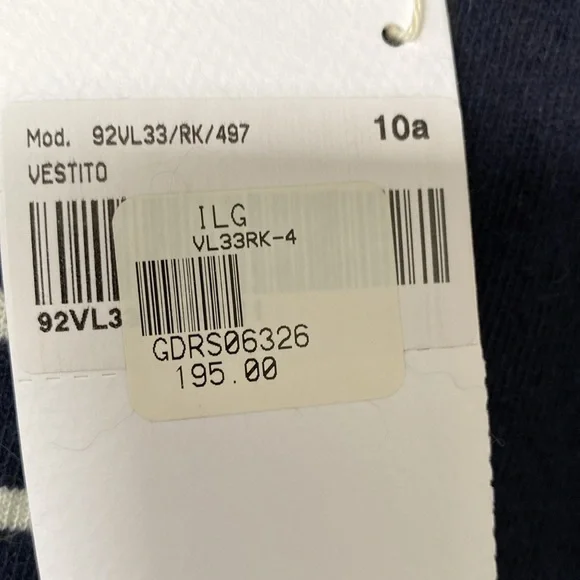 Mod. 92VL33/RK/497 10a
VESTITO
ILG
VL33RK-4
92VL3
GDRS06326
195.00